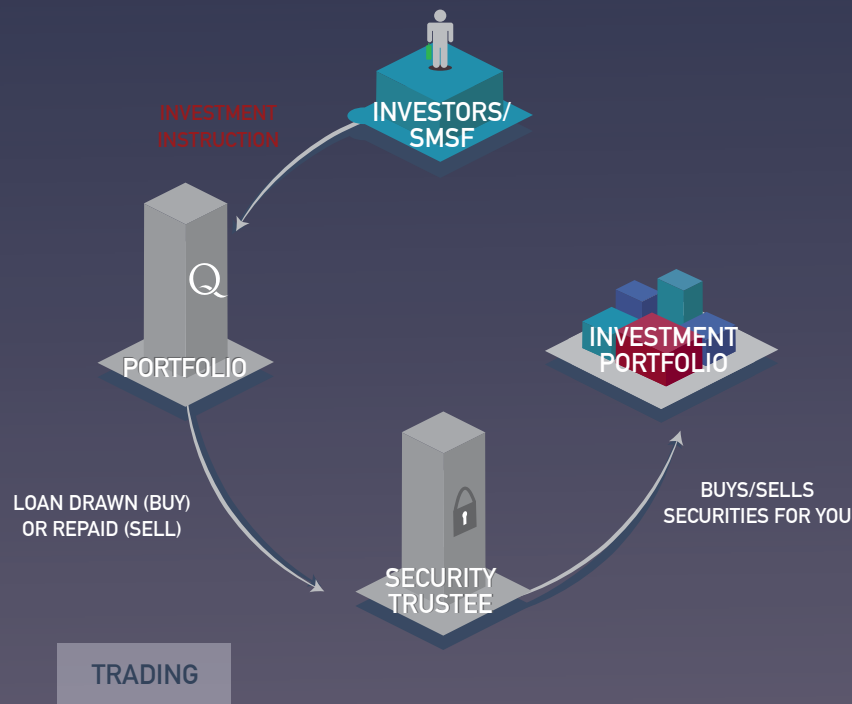 INVESTORS/
SMSF
INVESTMENT
INSTRUCTION
Q
PORTFOLIO
INVESTMENT
PORTFOLIO
LOAN DRAWN (BUY)
OR REPAID (SELL)
BUYS/SELLS
SECURITIES FOR YOU
SECURITY
TRUSTEE
TRADING